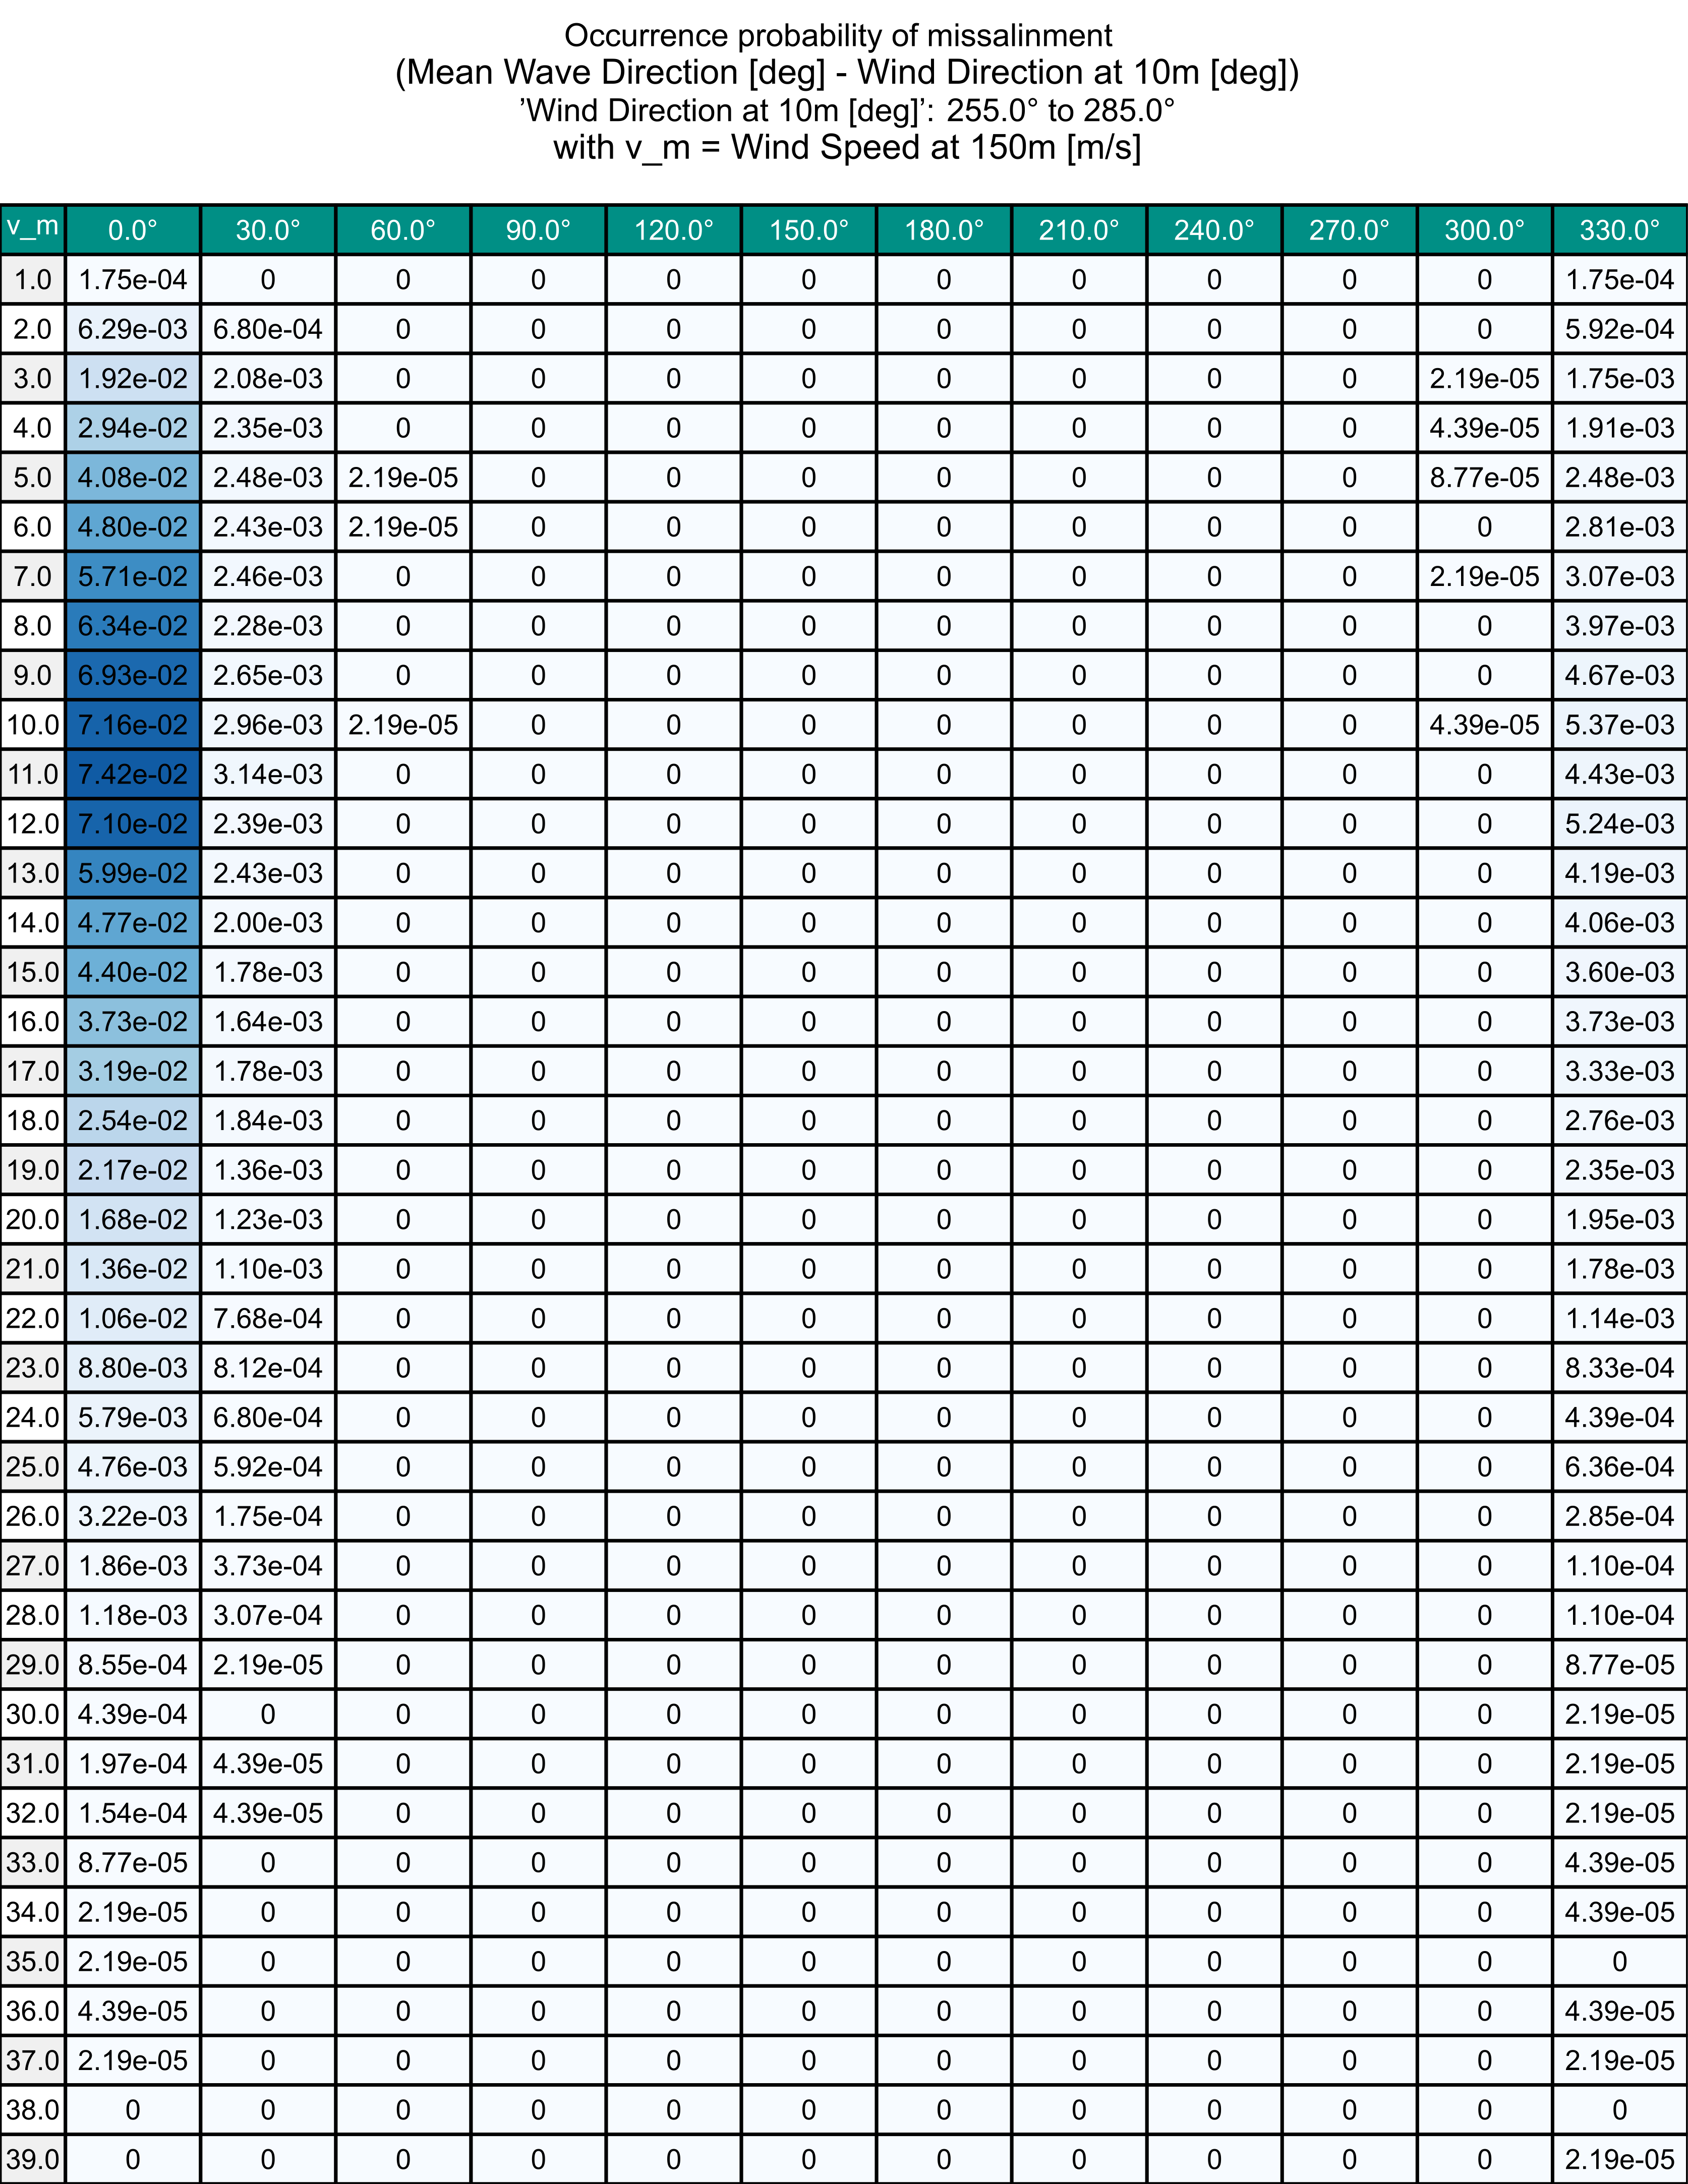 Occurrence probability of missalinment
(Mean Wave Direction [deg] - Wind Direction at 10m [deg])
’Wind Direction at 10m [deg]’: 255.0° to 285.0°
with v_m = Wind Speed at 150m [m/s]
v_m 0.0° 30.0° 60.0° 90.0° 120.0° 150.0° 180.0° 210.0° 240.0° 270.0° 300.0° 330.0°
1.0 1.75e-04 0 0 0 0 0 0 0 0 0 0 1.75e-04
2.0 6.29e-03 6.80e-04 0 0 0 0 0 0 0 0 0 5.92e-04
3.0 1.92e-02 2.08e-03 0 0 0 0 0 0 0 0 2.19e-05 1.75e-03
4.0 2.94e-02 2.35e-03 0 0 0 0 0 0 0 0 4.39e-05 1.91e-03
5.0 4.08e-02 2.48e-03 2.19e-05 0 0 0 0 0 0 0 8.77e-05 2.48e-03
6.0 4.80e-02 2.43e-03 2.19e-05 0 0 0 0 0 0 0 0 2.81e-03
7.0 5.71e-02 2.46e-03 0 0 0 0 0 0 0 0 2.19e-05 3.07e-03
8.0 6.34e-02 2.28e-03 0 0 0 0 0 0 0 0 0 3.97e-03
9.0 6.93e-02 2.65e-03 0 0 0 0 0 0 0 0 0 4.67e-03
10.0 7.16e-02 2.96e-03 2.19e-05 0 0 0 0 0 0 0 4.39e-05 5.37e-03
11.0 7.42e-02 3.14e-03 0 0 0 0 0 0 0 0 0 4.43e-03
12.0 7.10e-02 2.39e-03 0 0 0 0 0 0 0 0 0 5.24e-03
13.0 5.99e-02 2.43e-03 0 0 0 0 0 0 0 0 0 4.19e-03
14.0 4.77e-02 2.00e-03 0 0 0 0 0 0 0 0 0 4.06e-03
15.0 4.40e-02 1.78e-03 0 0 0 0 0 0 0 0 0 3.60e-03
16.0 3.73e-02 1.64e-03 0 0 0 0 0 0 0 0 0 3.73e-03
17.0 3.19e-02 1.78e-03 0 0 0 0 0 0 0 0 0 3.33e-03
18.0 2.54e-02 1.84e-03 0 0 0 0 0 0 0 0 0 2.76e-03
19.0 2.17e-02 1.36e-03 0 0 0 0 0 0 0 0 0 2.35e-03
20.0 1.68e-02 1.23e-03 0 0 0 0 0 0 0 0 0 1.95e-03
21.0 1.36e-02 1.10e-03 0 0 0 0 0 0 0 0 0 1.78e-03
22.0 1.06e-02 7.68e-04 0 0 0 0 0 0 0 0 0 1.14e-03
23.0 8.80e-03 8.12e-04 0 0 0 0 0 0 0 0 0 8.33e-04
24.0 5.79e-03 6.80e-04 0 0 0 0 0 0 0 0 0 4.39e-04
25.0 4.76e-03 5.92e-04 0 0 0 0 0 0 0 0 0 6.36e-04
26.0 3.22e-03 1.75e-04 0 0 0 0 0 0 0 0 0 2.85e-04
27.0 1.86e-03 3.73e-04 0 0 0 0 0 0 0 0 0 1.10e-04
28.0 1.18e-03 3.07e-04 0 0 0 0 0 0 0 0 0 1.10e-04
29.0 8.55e-04 2.19e-05 0 0 0 0 0 0 0 0 0 8.77e-05
30.0 4.39e-04 0 0 0 0 0 0 0 0 0 0 2.19e-05
31.0 1.97e-04 4.39e-05 0 0 0 0 0 0 0 0 0 2.19e-05
32.0 1.54e-04 4.39e-05 0 0 0 0 0 0 0 0 0 2.19e-05
33.0 8.77e-05 0 0 0 0 0 0 0 0 0 0 4.39e-05
34.0 2.19e-05 0 0 0 0 0 0 0 0 0 0 4.39e-05
35.0 2.19e-05 0 0 0 0 0 0 0 0 0 0 0
36.0 4.39e-05 0 0 0 0 0 0 0 0 0 0 4.39e-05
37.0 2.19e-05 0 0 0 0 0 0 0 0 0 0 2.19e-05
38.0 0 0 0 0 0 0 0 0 0 0 0 0
39.0 0 0 0 0 0 0 0 0 0 0 0 2.19e-05